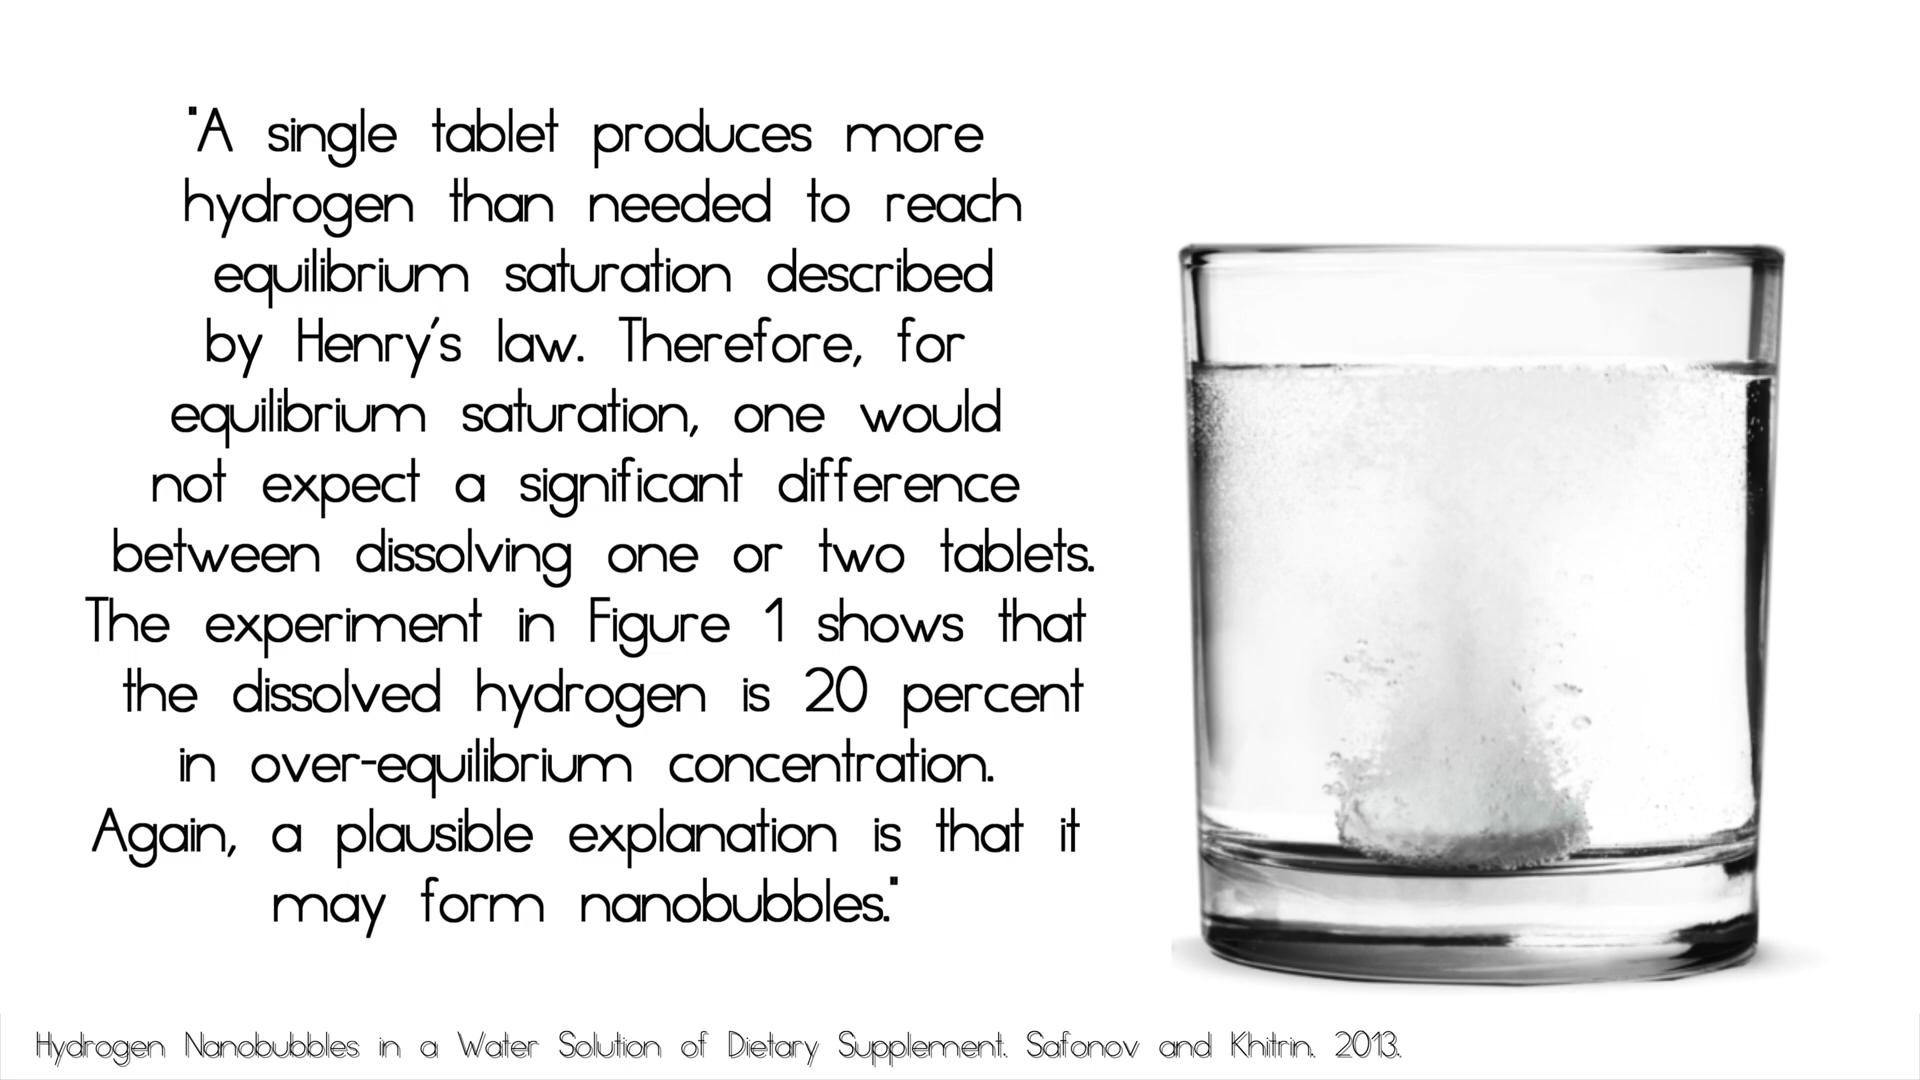 "A single tablet produces more
hydrogen than needed to reach
equilibrium saturation described
by Henry's law. Therefore, for
equilibrium saturation, one would
not expect a significant difference
between dissolving one or two tablets.
The experiment in Figure 1 shows that
the dissolved hydrogen is 20 percent
in over-equilibrium concentration.
Again, a plausible explanation is that it
may form nanobubbles."
Hydrogen Nanobubbles in a Water Solution of Dietary Supplement. Safonov and Khitrin. 2013.